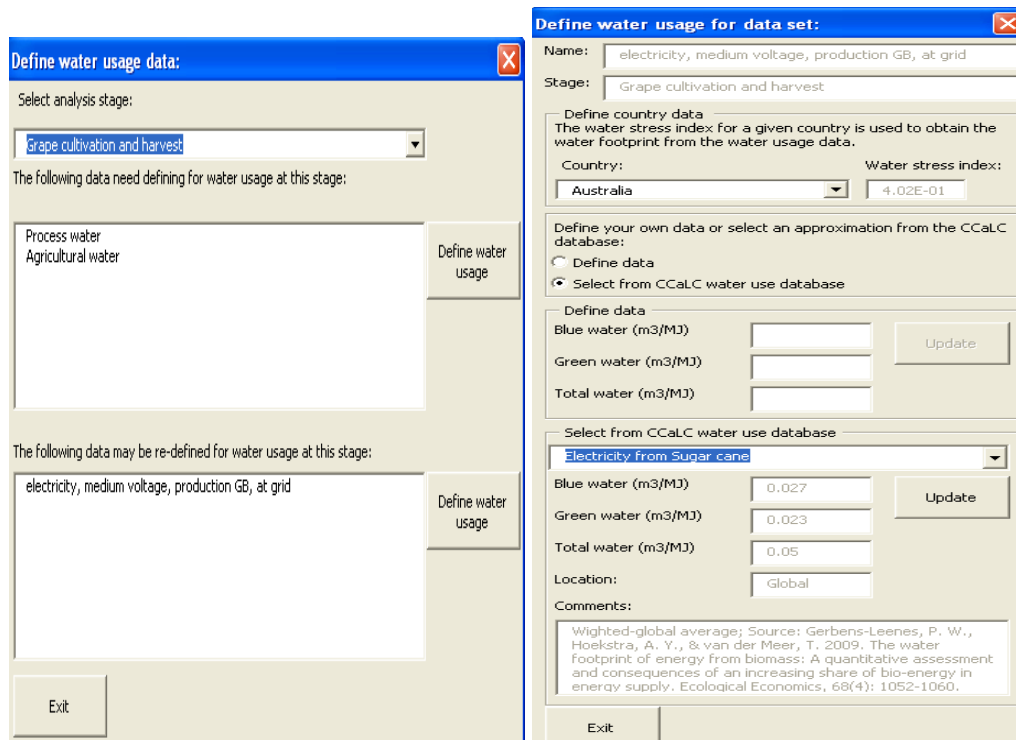 Define water usage data:
Select analysis stage:
Grape cultivation and harvest
The following data need defining for water usage at this stage:
Process water
Agricultural water
Define water
usage
The following data may be re-defined for water usage at this stage:
electricity, medium voltage, production GB, at grid
Define water
usage
Exit
Define water usage for data set:
Name:
electricity, medium voltage, production GB, at grid
Stage:
Grape cultivation and harvest
Define country data
The water stress index for a given country is used to obtain the
water footprint from the water usage data.
Country:
Water stress index:
Australia
4.02E-01
Define your own data or select an approximation from the CCaLC
database:
Define data
Select from CCaLC water use database
Define data
Blue water (m3/MJ)
Update
Green water (m3/MJ)
Total water (m3/MJ)
Select from CCaLC water use database
Electricity from Sugar cane
Blue water (m3/MJ)
0.027
Update
Green water (m3/MJ)
0.023
Total water (m3/MJ)
0.05
Location:
Global
Comments:
Wighted-global average; Source: Gerbens-Leenes, P. W.,
Hoekstra, A. Y., & van der Meer, T. 2009. The water
footprint of energy from biomass: A quantitative assessment
and consequences of an increasing share of bio-energy in
energy supply. Ecological Economics, 68(4): 1052-1060.
Exit